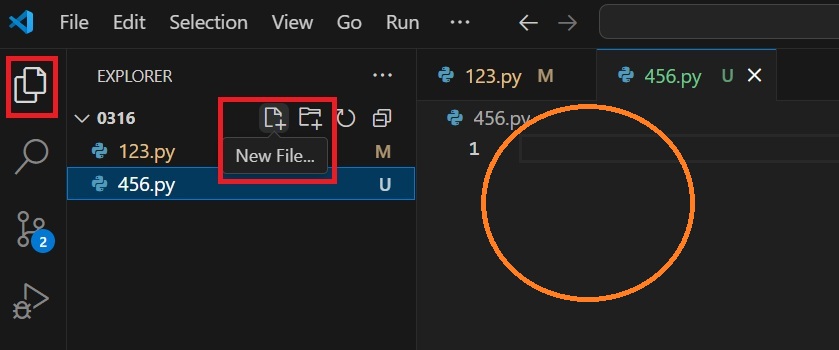 File Edit Selection View Go Run ···
EXPLORER ···
123.py M
456.py U
0316
456.py
New File...
1
123.py M
456.py U
2